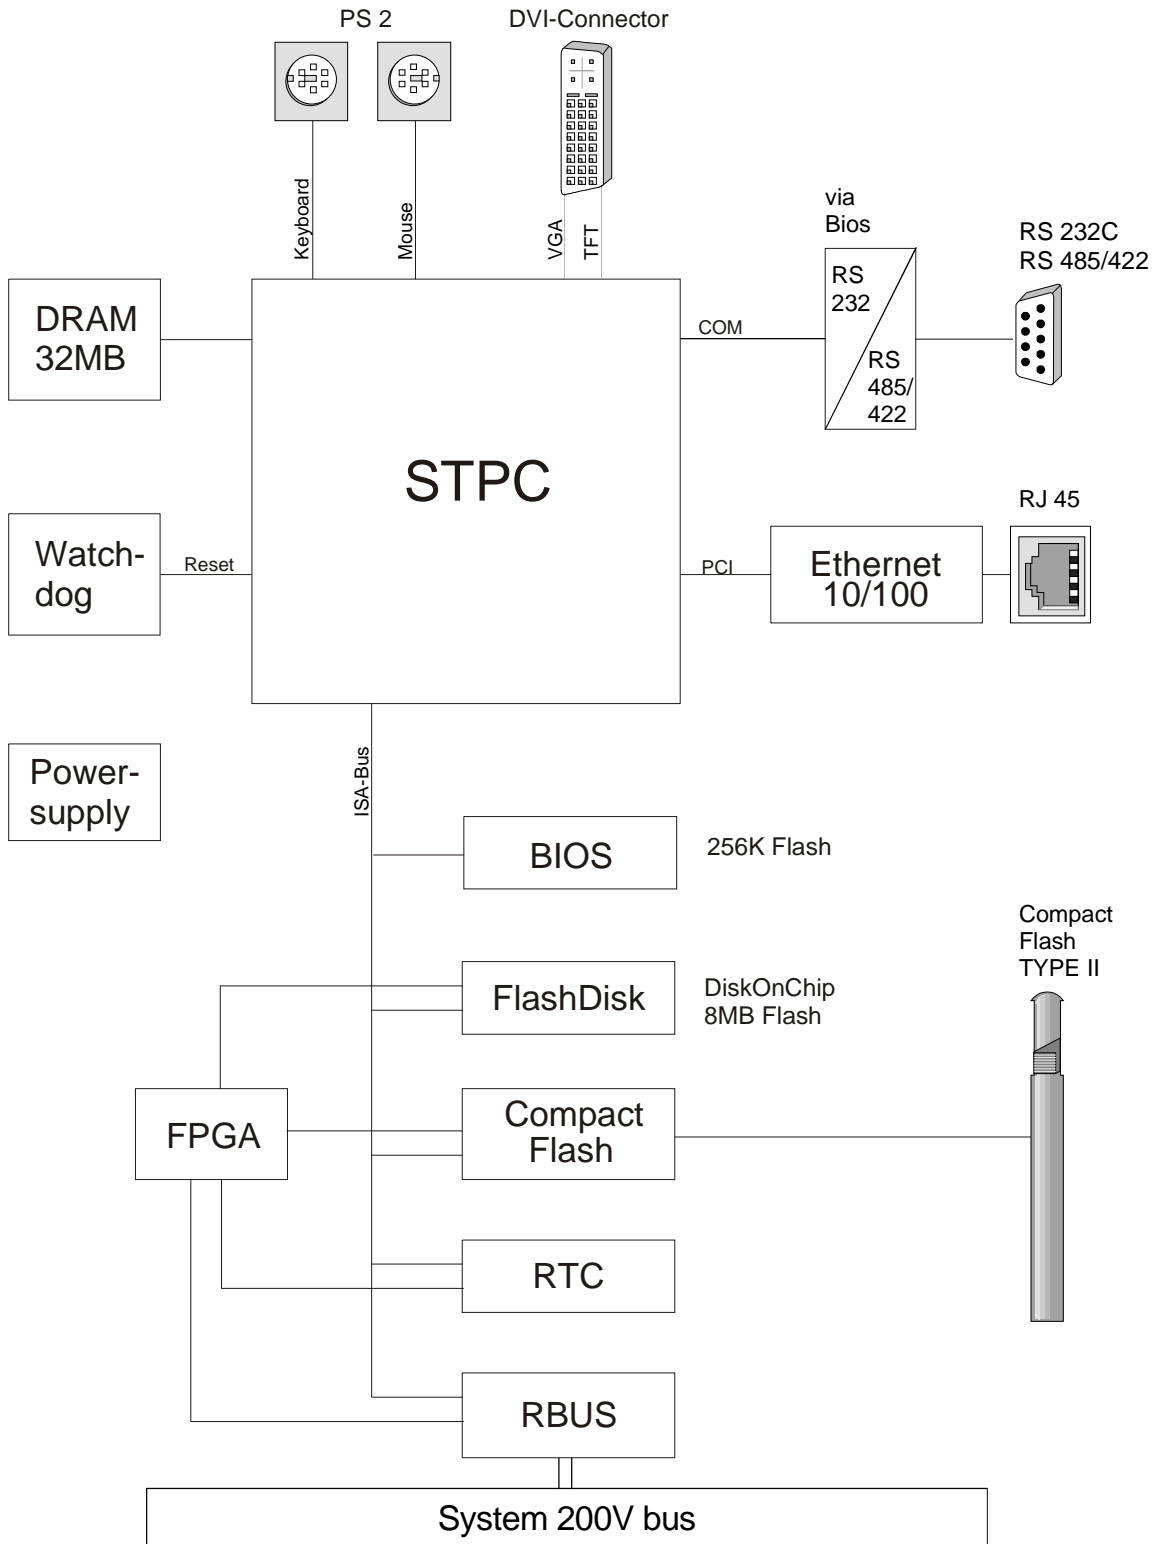 PS 2
DVI-Connector
Keyboard
Mouse
VGA
TFT
via
Bios
RS 232C
RS 485/422
DRAM
32MB
COM
RS
232
RS
485/
422
STPC
RJ 45
Watch-
dog
Reset
PCI
Ethernet
10/100
Power-
supply
ISA-Bus
BIOS
256K Flash
Compact
Flash
TYPE II
FlashDisk
DiskOnChip
8MB Flash
FPGA
Compact
Flash
RTC
RBUS
System 200V bus